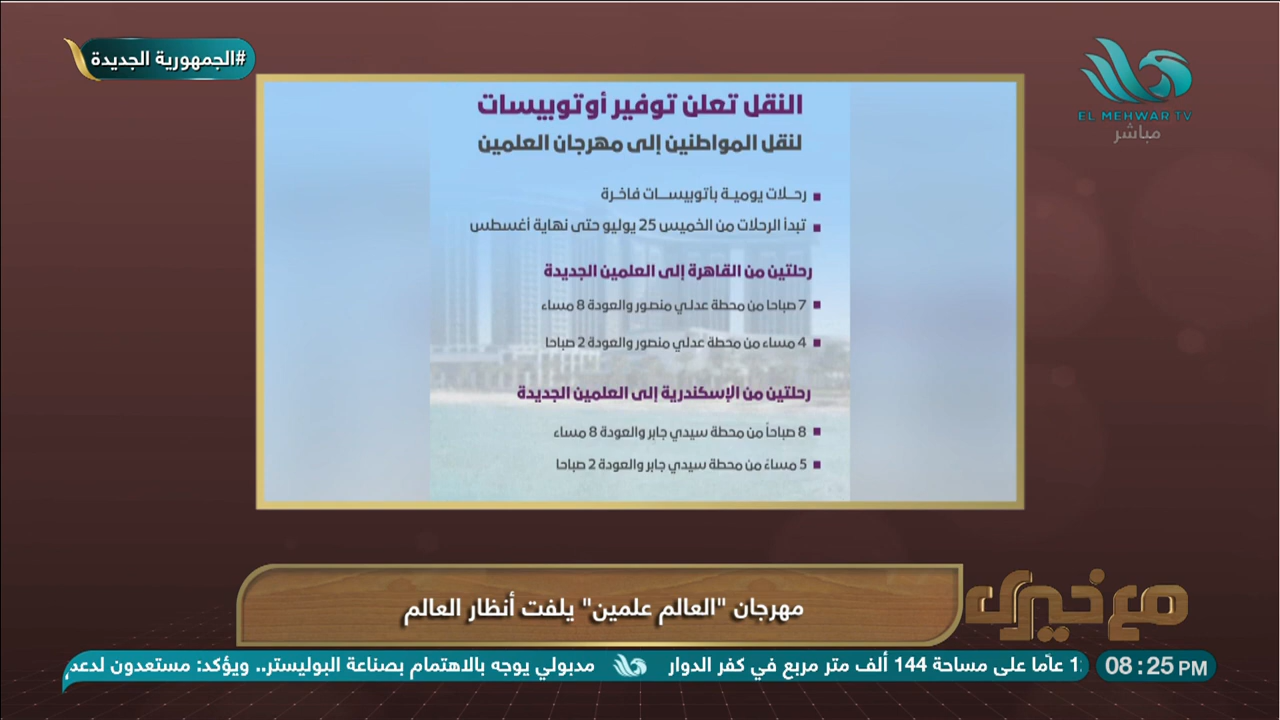 #الجمهورية الجديدة
EL MEHWAR TV
مباشر
النقل تعلن توفير أوتوبيسات
لنقل المواطنين إلى مهرجان العلمين
رحلات يومية بأتوبيسات فاخرة
تبدأ الرحلات من الخميس 25 يوليو حتى نهاية أغسطس
رحلتين من القاهرة إلى العلمين الجديدة
7 صباحا من محطة عدلي منصور والعودة 8 مساء
4 مساء من محطة عدلي منصور والعودة 2 صباحا
رحلتين من الإسكندرية إلى العلمين الجديدة
8 صباحاً من محطة سيدي جابر والعودة 8 مساء
5 مساءً من محطة سيدي جابر والعودة 2 صباحا
مع خيري
مهرجان "العالم علمين" يلفت أنظار العالم
08:25 PM
عامًا على مساحة 144 ألف متر مربع في كفر الدوار مدبولي يوجه بالاهتمام بصناعة البوليستر.. ويؤكد: مستعدون لدعم